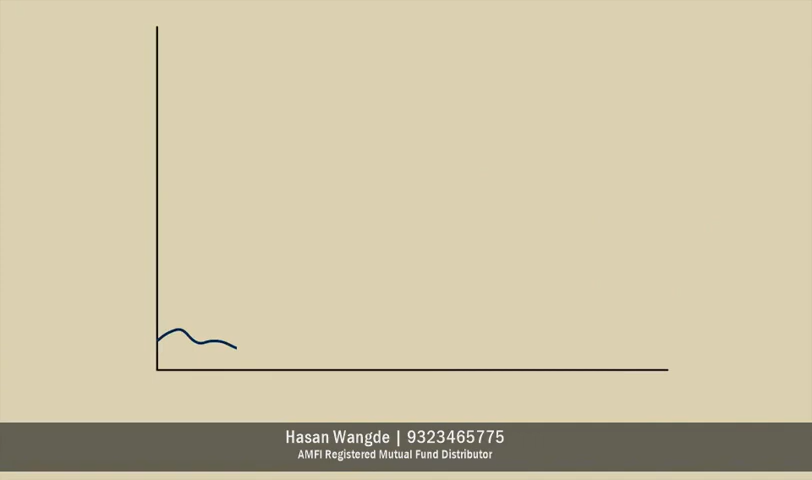 Hasan Wangde | 9323465775
AMFI Registered Mutual Fund Distributor